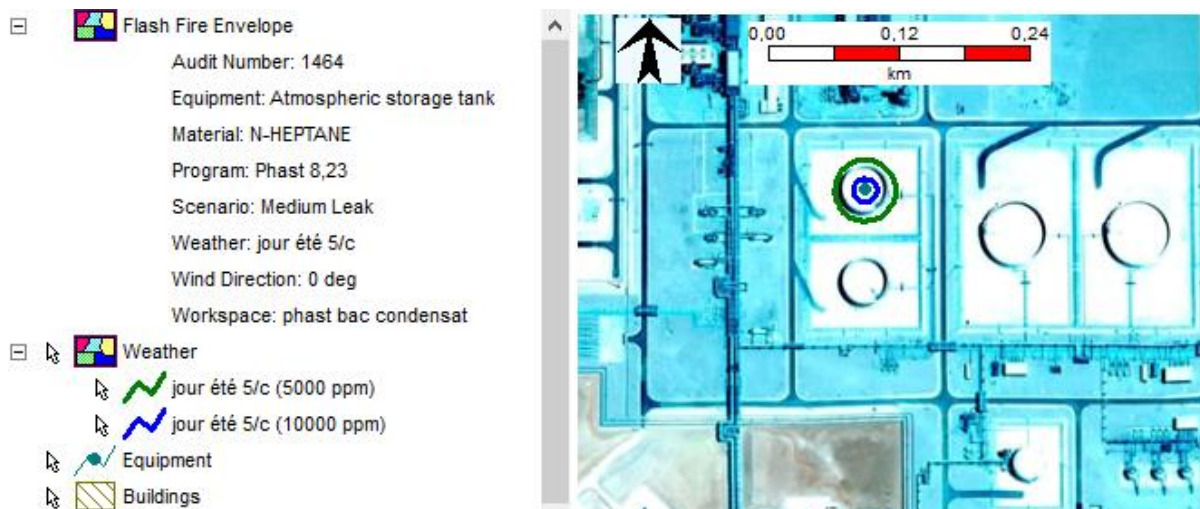 Flash Fire Envelope
Audit Number: 1464
Equipment: Atmospheric storage tank
Material: N-HEPTANE
Program: Phast 8,23
Scenario: Medium Leak
Weather: jour été 5/c
Wind Direction: 0 deg
Workspace: phast bac condensat
Weather
jour été 5/c (5000 ppm)
jour été 5/c (10000 ppm)
Equipment
Buildings
0,00 0,12 0,24
km